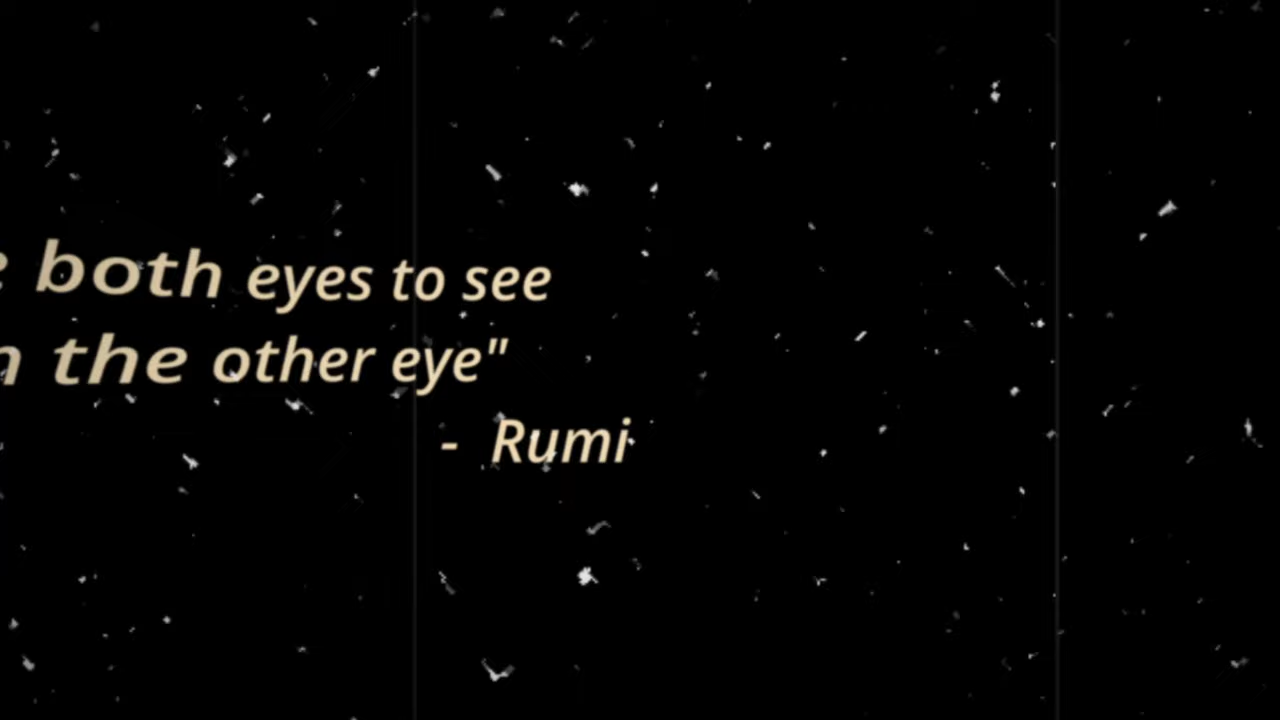 both eyes to see
the other eye"
- Rumi